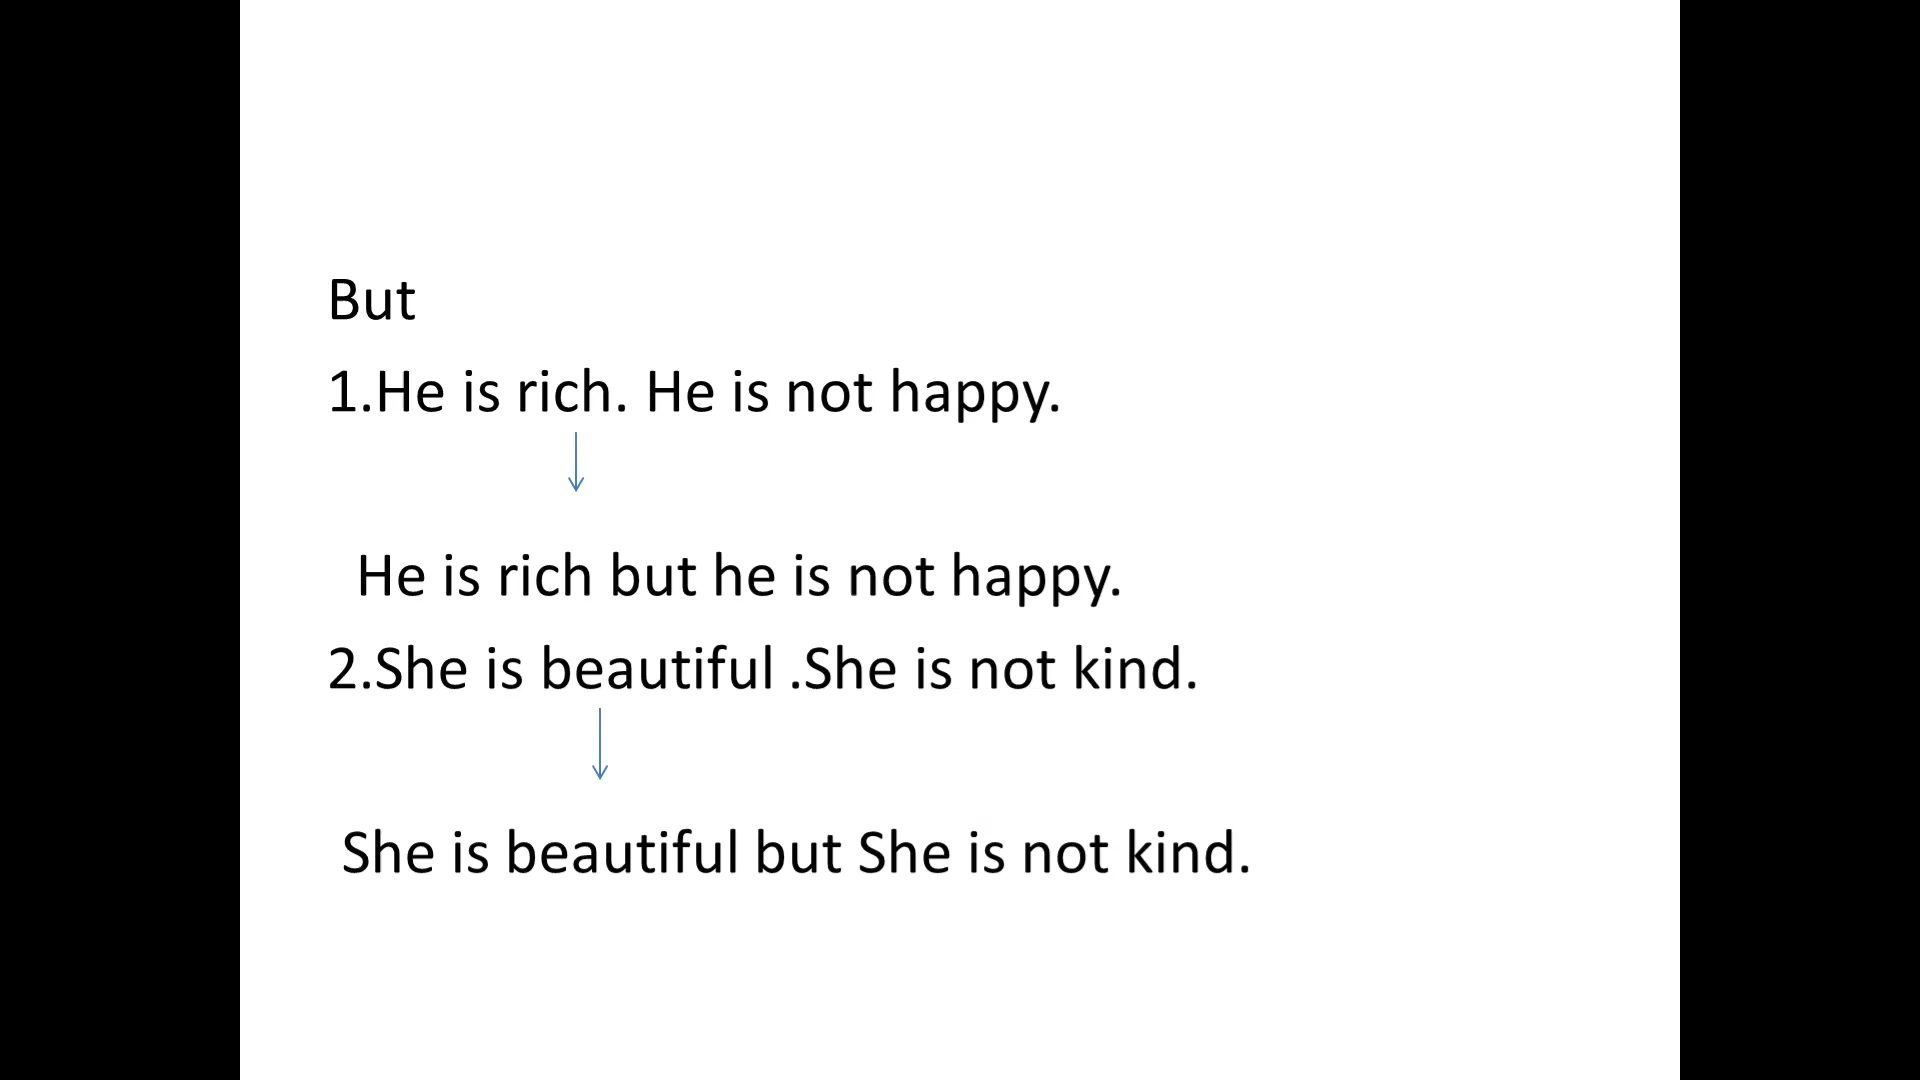 But
1.He is rich. He is not happy.
He is rich but he is not happy.
2.She is beautiful .She is not kind.
She is beautiful but She is not kind.